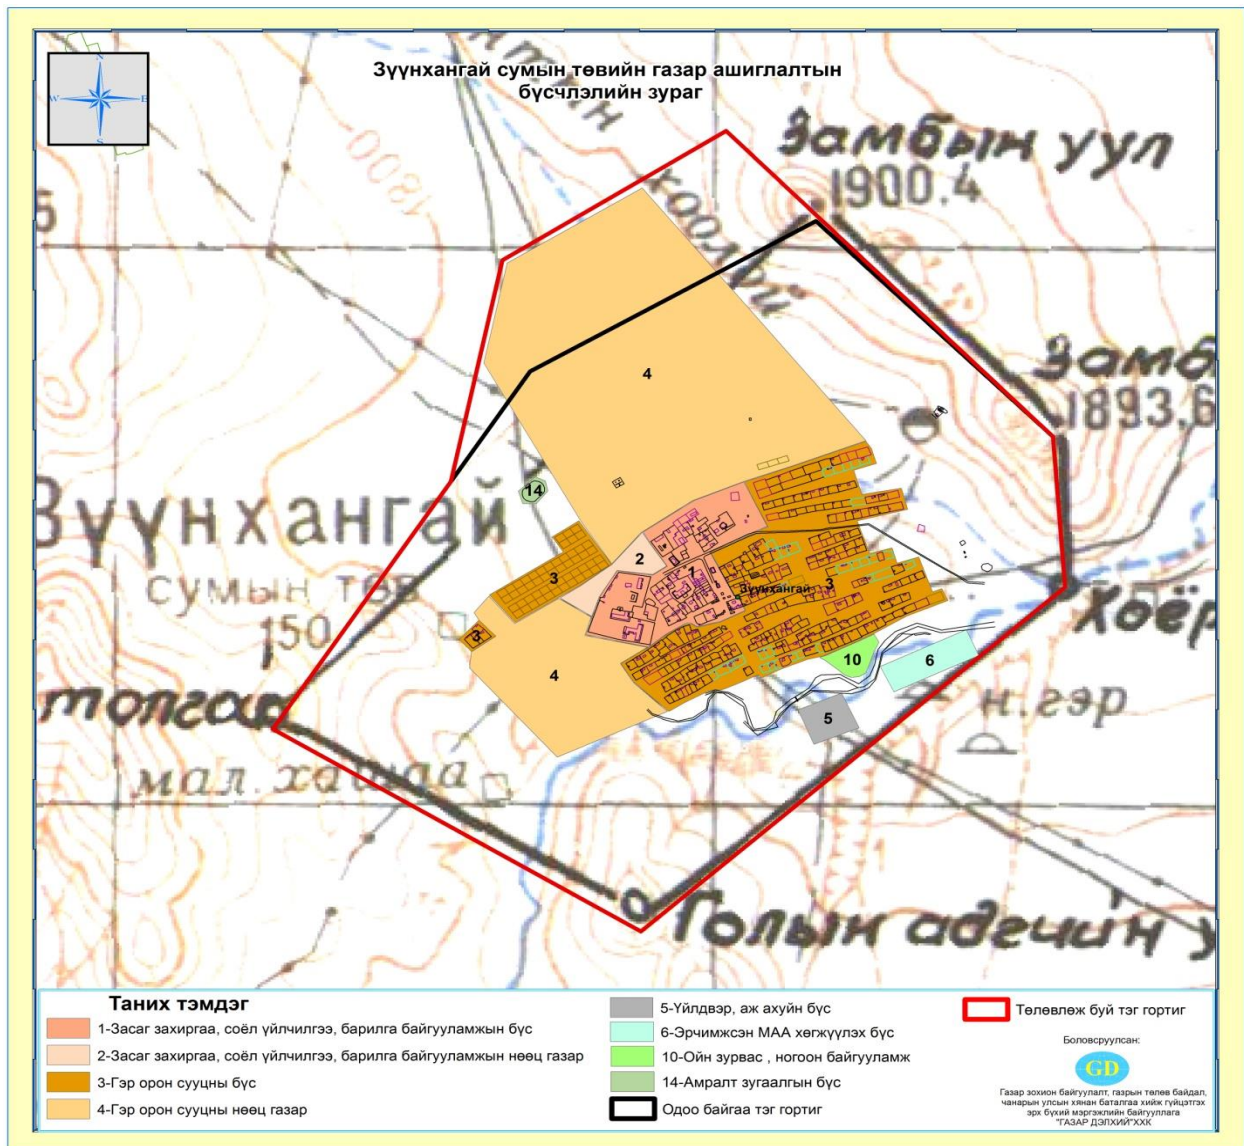 Зүүнхангай сумын төвийн газар ашиглалтын
бүсчлэлийн зураг
N
W E
S
1800
Замбын уул
1900.4
коолой
4
Замб
1893,6
14
Зүүнхангай
2
3
1
3
Зүүнхангай
сумын төв
150
3
Хоёр
4
10
6
5
н.гэр
толгой
мал. хашаа
Голын адгийн у
Таних тэмдэг
1-Засаг захиргаа, соёл үйлчилгээ, барилга байгууламжын бүс
2-Засаг захиргаа, соёл үйлчилгээ, барилга байгууламжын нөөц газар
3-Гэр орон сууцны бүс
4-Гэр орон сууцны нөөц газар
5-Үйлдвэр, аж ахуйн бүс
6-Эрчимжсэн МАА хөгжүүлэх бүс
10-Ойн зурвас , ногоон байгууламж
14-Амралт зугаалгын бүс
Одоо байгаа тэг гортиг
Төлөвлөж буй тэг гортиг
Боловсруулсан:
GD
Газар зохион байгуулалт, газрын төлөв байдал,
чанарын улсын хянан баталгаа хийж гүйцэтгэх
эрх бүхий мэргэжлийн байгууллага
"ГАЗАР ДЭЛХИЙ"ХХК